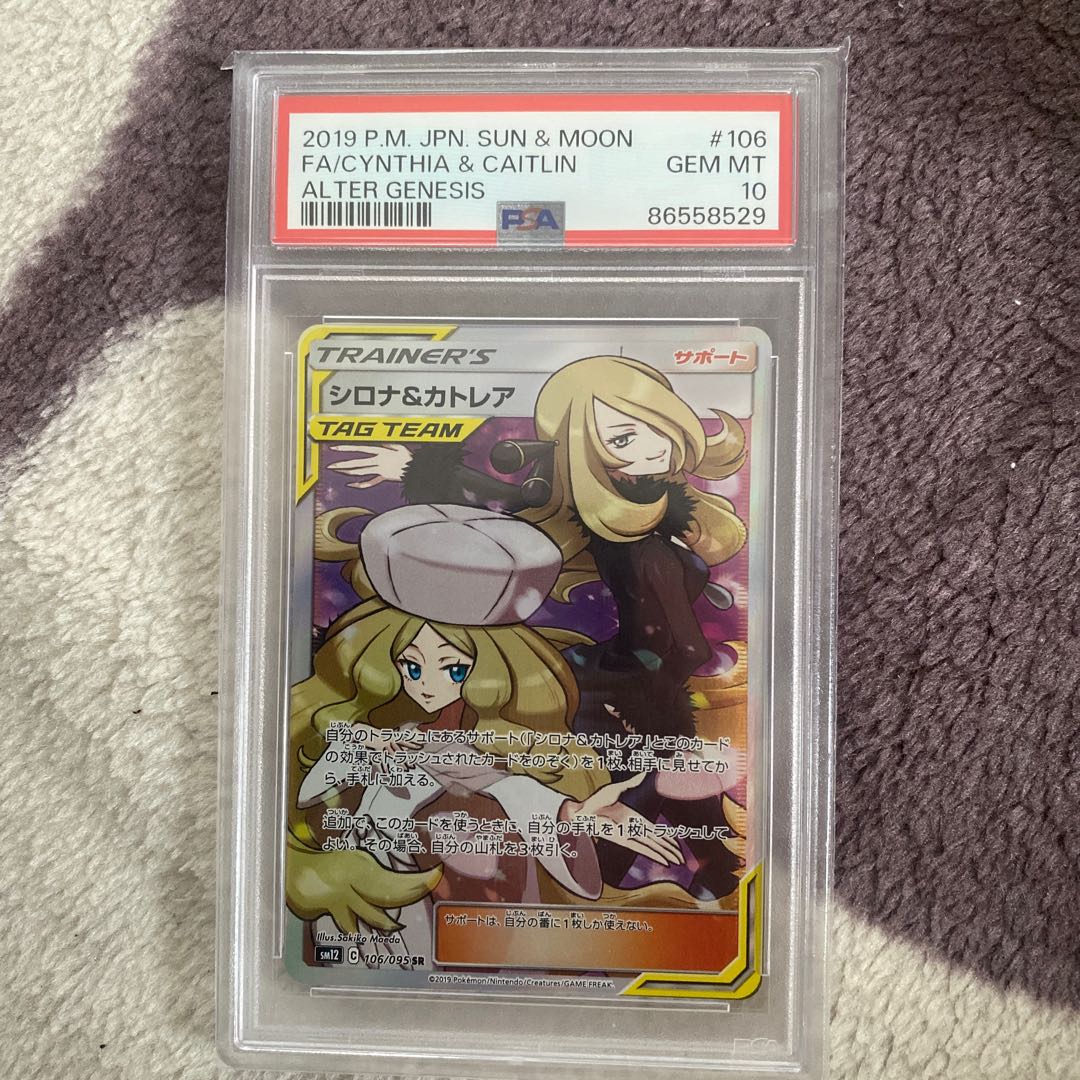 2019 P.M. JPN. SUN & MOON #106
FA/CYNTHIA & CAITLIN GEM MT
ALTER GENESIS 10
PSA 86558529
TRAINER'S サポート
シロナ&カトレア
TAG TEAM
自分のトラッシュにあるサポート(「シロナ&カトレア」とこのカード
の効果でトラッシュされたカードをのぞく)を1枚、相手に見せてか
ら、手札に加える。
追加で、このカードを使うときに、自分の手札を1枚トラッシュして
よい。その場合、自分の山札を3枚引く。
サポートは、自分の番に1枚しか使えない。
Illus.Sakiko Maeda
SM12 C 106/095 SR
©2019 Pokémon/Nintendo/Creatures/GAME FREAK.